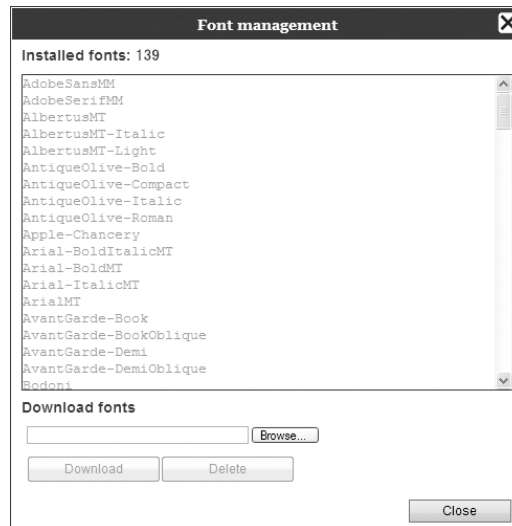 Font management
Installed fonts: 139
AdobeSansMM
AdobeSerifMM
AlbertusMT
AlbertusMT-Italic
AlbertusMT-Light
AntiqueOlive-Bold
AntiqueOlive-Compact
AntiqueOlive-Italic
AntiqueOlive-Roman
Apple-Chancery
Arial-BoldItalicMT
Arial-BoldMT
Arial-ItalicMT
ArialMT
AvantGarde-Book
AvantGarde-BookOblique
AvantGarde-Demi
AvantGarde-DemiOblique
Bodoni
Download fonts
Browse...
Download Delete
Close